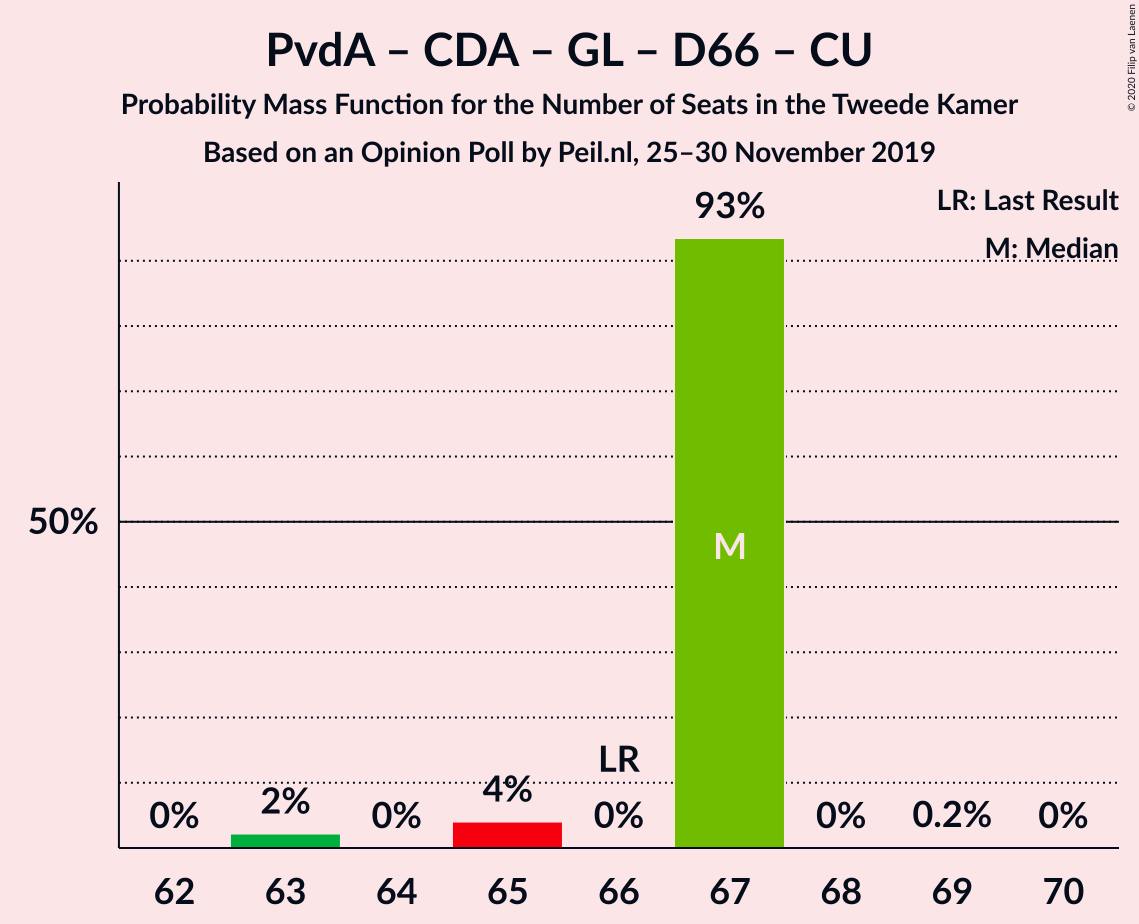 PvdA – CDA – GL – D66 – CU
Probability Mass Function for the Number of Seats in the Tweede Kamer
Based on an Opinion Poll by Peil.nl, 25–30 November 2019
© 2020 Filip van Laenen
LR: Last Result
M: Median
93%
50%
M
LR
0% 2% 0% 4% 0% 0% 0.2% 0%
62 63 64 65 66 67 68 69 70